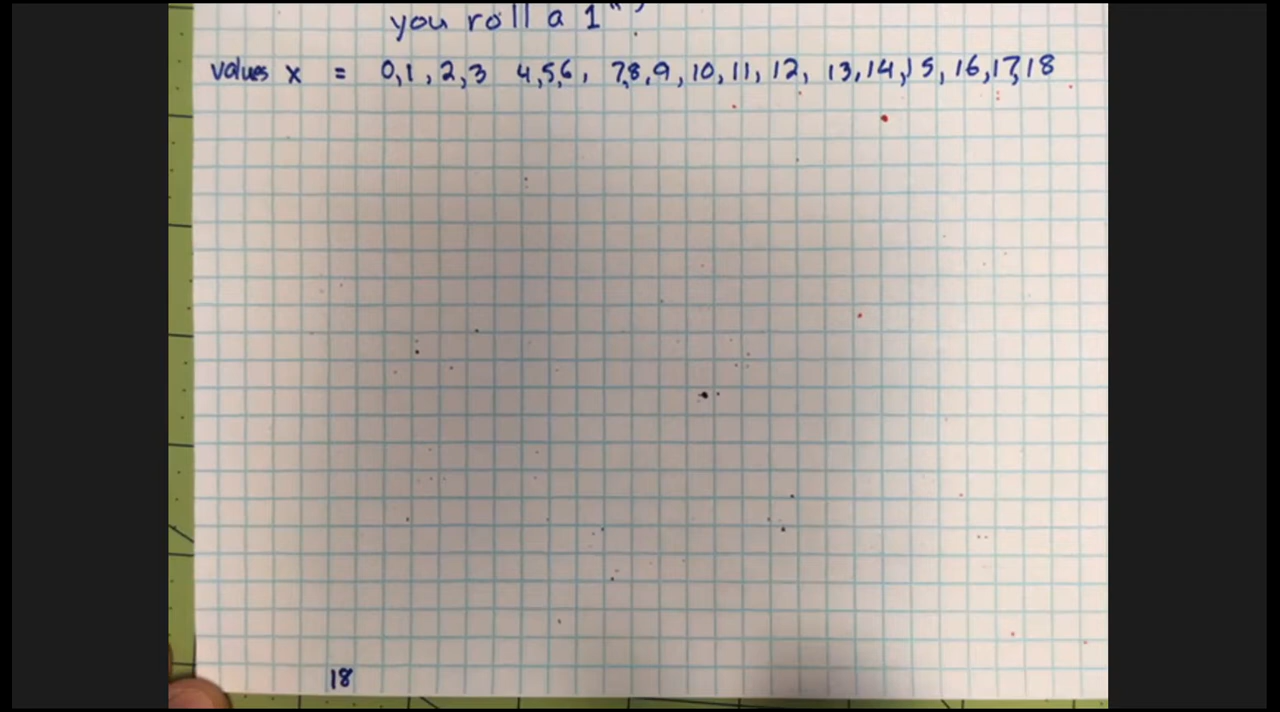 you roll a 1"
values x = 0,1,2,3 4,5,6, 7,8,9,10,11,12, 13,14,15,16,17,18
18